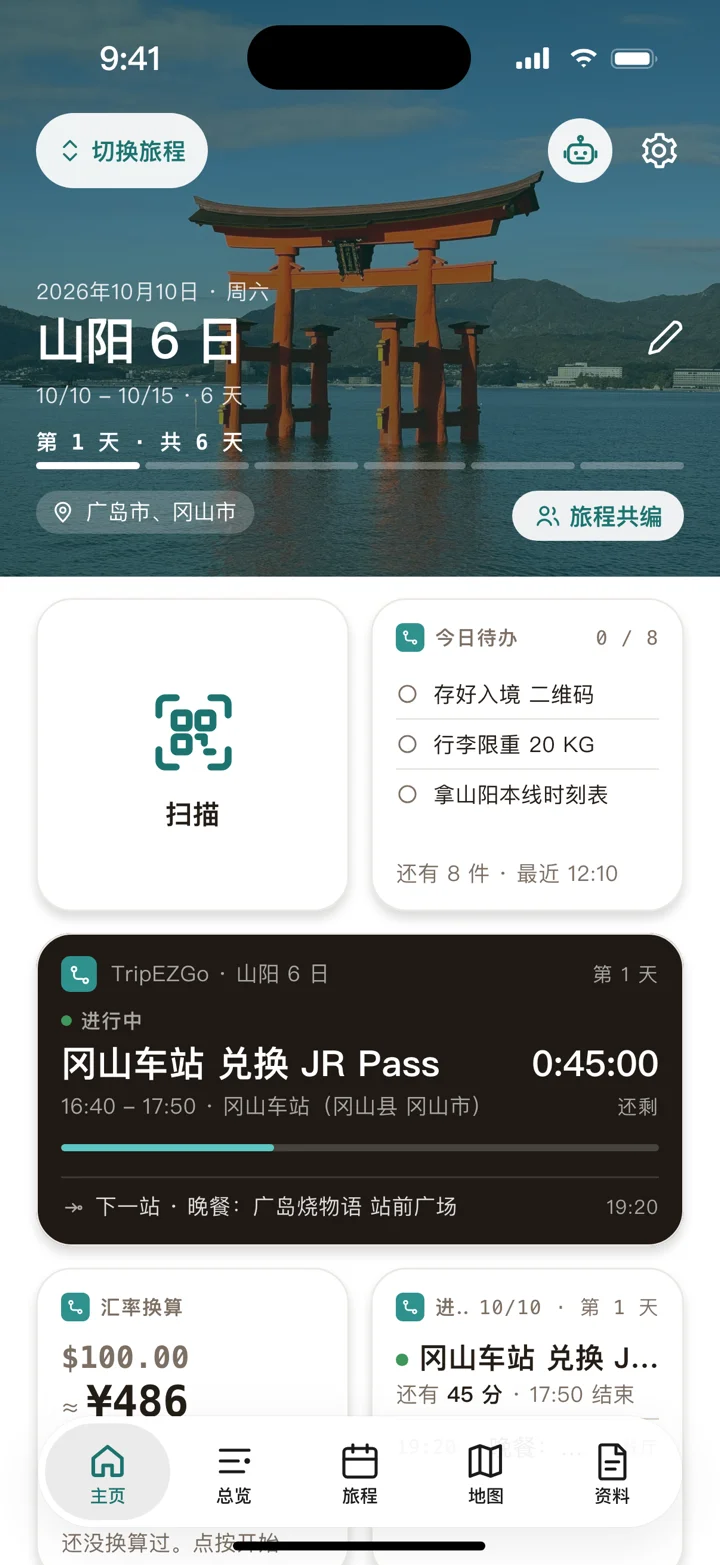 9:41
切换旅程
2026年10月10日 · 周六
山阳 6 日
10/10 – 10/15 · 6 天
第 1 天 · 共 6 天
广岛市、冈山市
旅程共编
扫描
今日待办 0 / 8
存好入境 二维码
行李限重 20 KG
拿山阳本线时刻表
还有 8 件 · 最近 12:10
TripEZGo · 山阳 6 日 第 1 天
进行中
冈山车站 兑换 JR Pass 0:45:00
16:40 – 17:50 · 冈山车站（冈山县 冈山市） 还剩
下一站 · 晚餐：广岛烧物语 站前广场 19:20
汇率换算
$100.00
≈ ¥486
进.. 10/10 · 第 1 天
冈山车站 兑换 J...
还有 45 分 · 17:50 结束
19:20 晚餐：...
主页
总览
旅程
地图
资料
还没换算过。点按开始